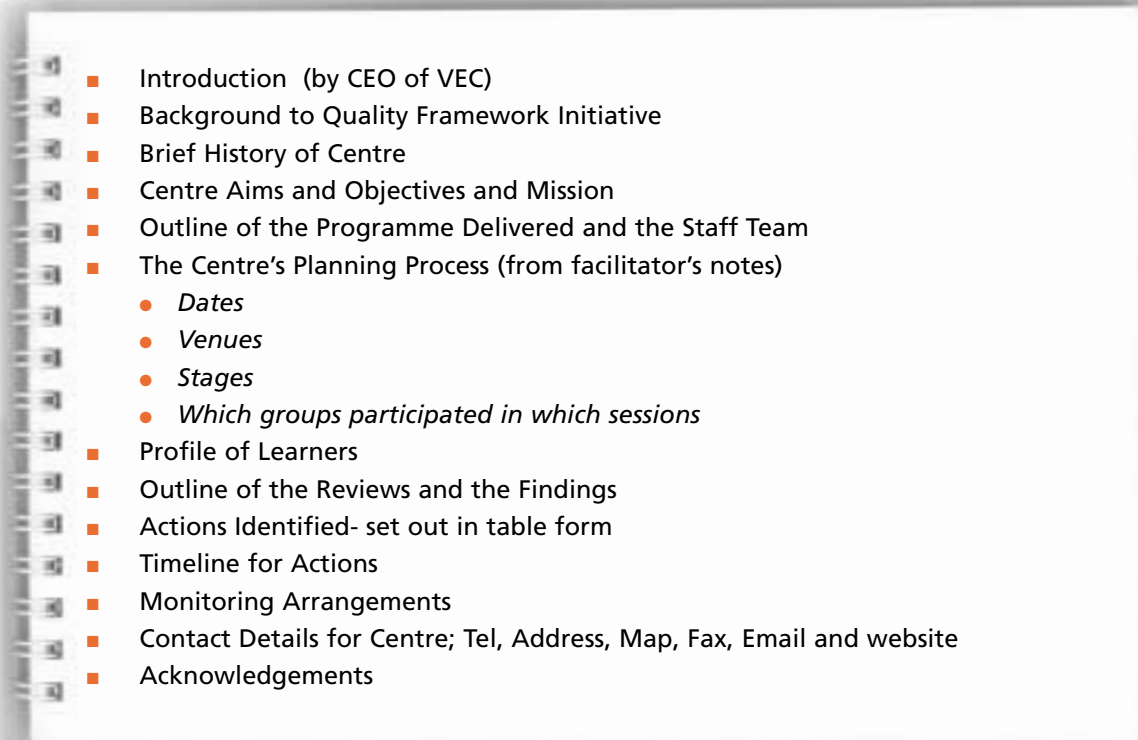 ■ Introduction (by CEO of VEC)
■ Background to Quality Framework Initiative
■ Brief History of Centre
■ Centre Aims and Objectives and Mission
■ Outline of the Programme Delivered and the Staff Team
■ The Centre's Planning Process (from facilitator's notes)
● Dates
● Venues
● Stages
● Which groups participated in which sessions
■ Profile of Learners
■ Outline of the Reviews and the Findings
■ Actions Identified- set out in table form
■ Timeline for Actions
■ Monitoring Arrangements
■ Contact Details for Centre; Tel, Address, Map, Fax, Email and website
■ Acknowledgements